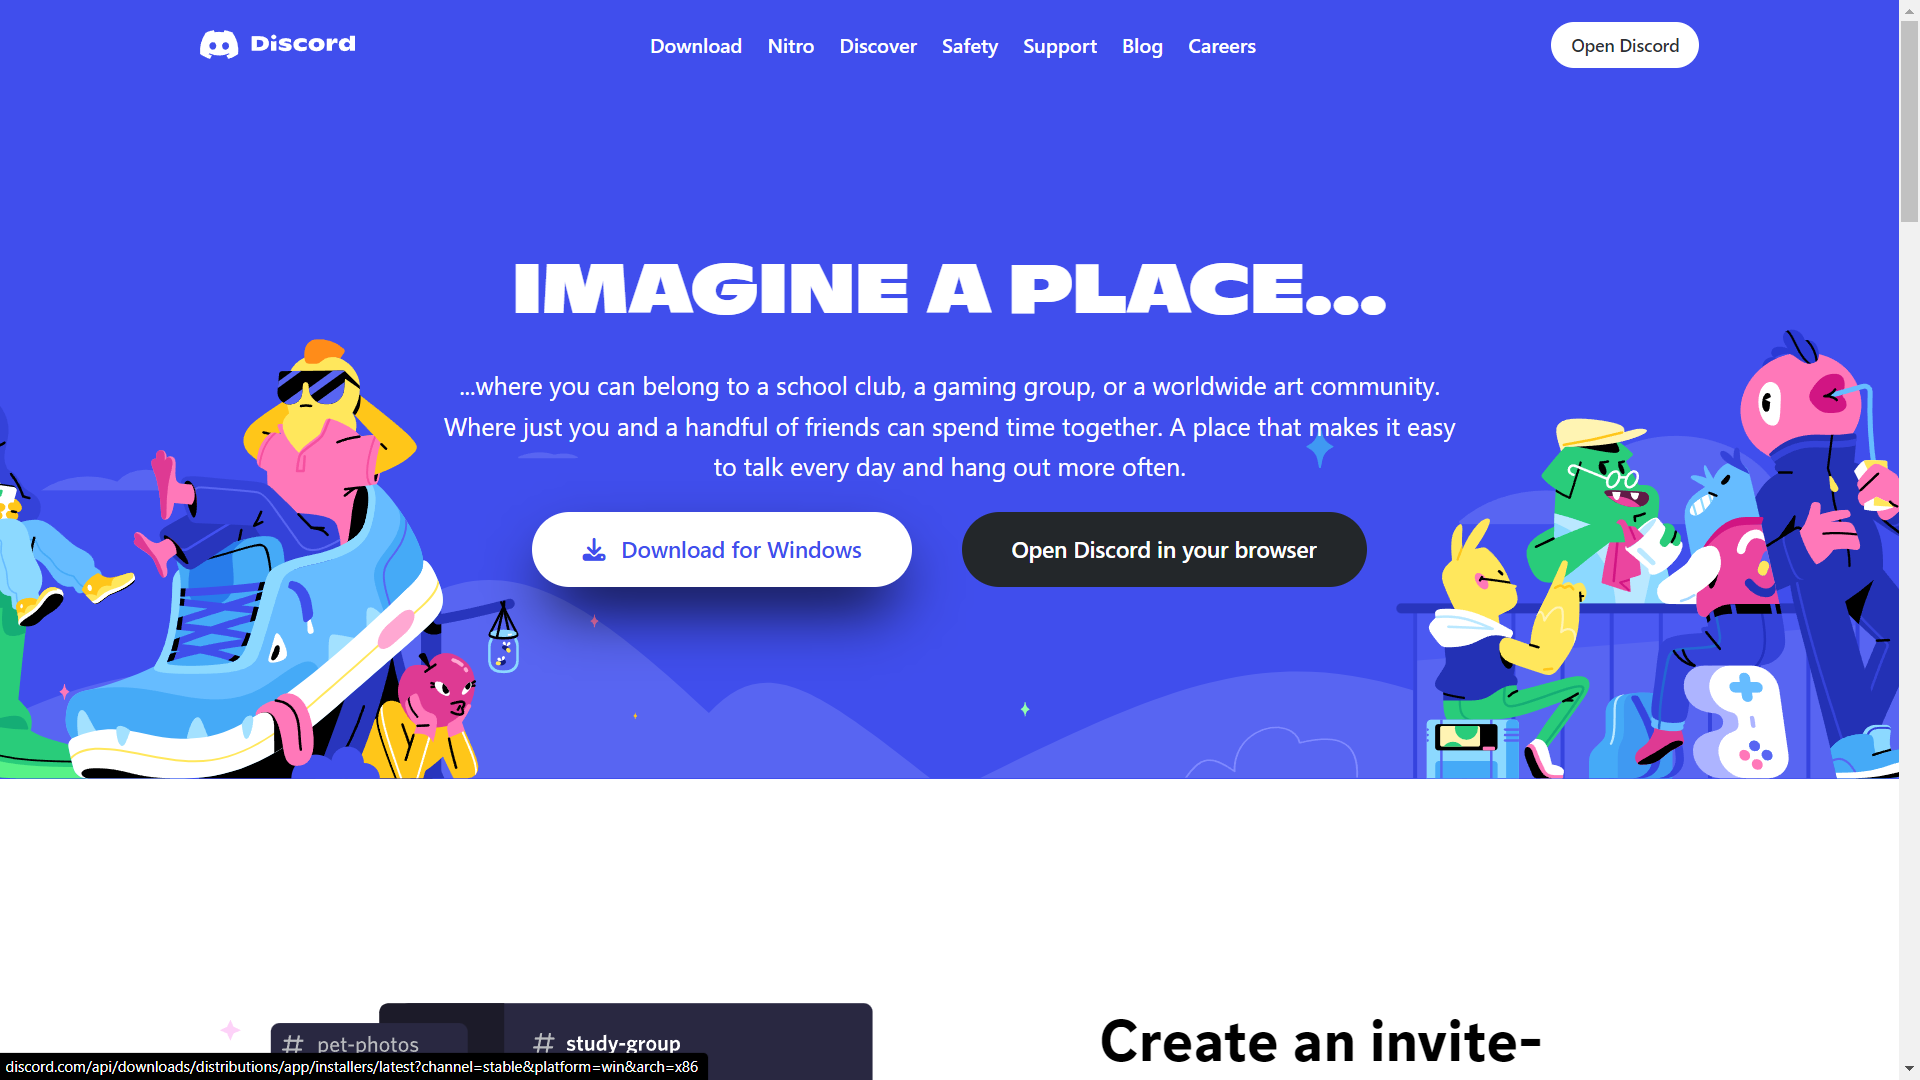 Discord
Download Nitro Discover Safety Support Blog Careers
Open Discord
IMAGINE A PLACE...
...where you can belong to a school club, a gaming group, or a worldwide art community.
Where just you and a handful of friends can spend time together. A place that makes it easy
to talk every day and hang out more often.
Download for Windows
Open Discord in your browser
# pet-photos
# study-group
Create an invite-
discord.com/api/downloads/distributions/app/installers/latest?channel=stable&platform=win&arch=x86